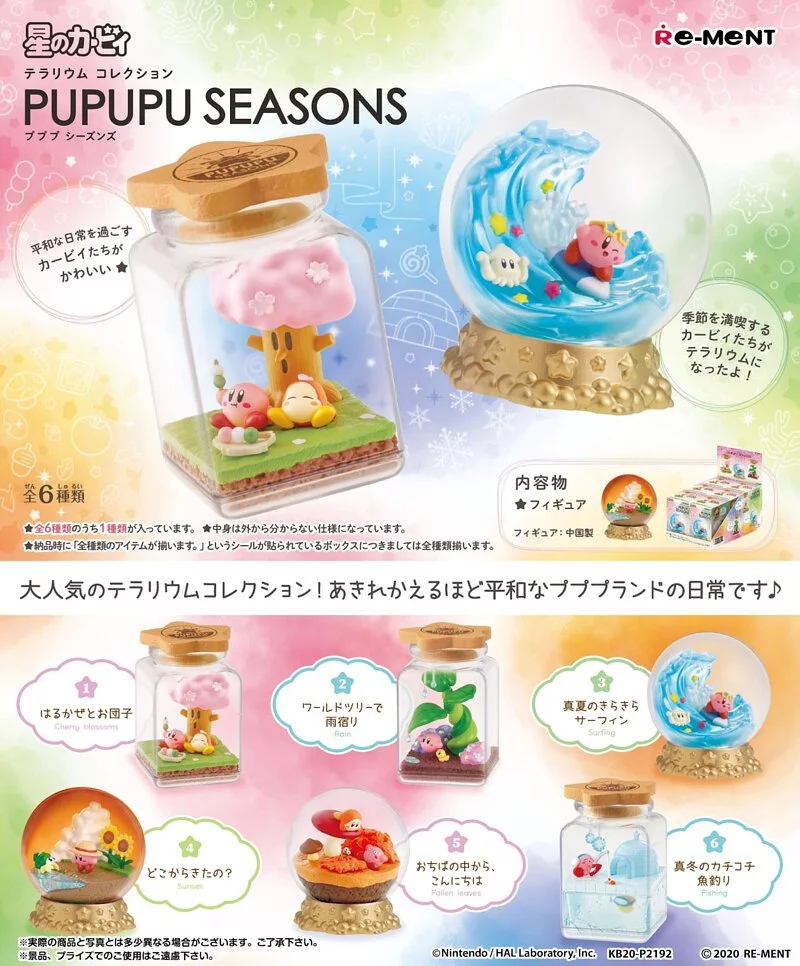 星のカービィ
Re-MeNT
テラリウム コレクション
PUPUPU SEASONS
プププ シーズンズ
PUPUPU
平和な日常を過ごす
カービィたちが
かわいい★
季節を満喫する
カービィたちが
テラリウムに
なったよ!
ぜん しゅ るい
全6種類
内容物
★フィギュア
フィギュア:中国製
★全6種類のうち1種類が入っています。 ★中身は外から分からない仕様になっています。
★納品時に「全種類のアイテムが揃います。」というシールが貼られているボックスにつきましては全種類揃います。
大人気のテラリウムコレクション!あきれかえるほど平和なプププランドの日常です♪
1
はるかぜとお団子
Cherry blossoms
2
ワールドツリーで
雨宿り
Rain
3
真夏のきらきら
サーフィン
Surfing
4
どこからきたの?
Sunset
5
おちばの中から、
こんにちは
Fallen leaves
6
真冬のカチコチ
魚釣り
Fishing
※実際の商品と写真とは多少異なる場合がございます。ご了承下さい。
※景品、プライズでのご使用はご遠慮下さい。
©Nintendo / HAL Laboratory, Inc. KB20-P2192 ©2020 RE-MENT